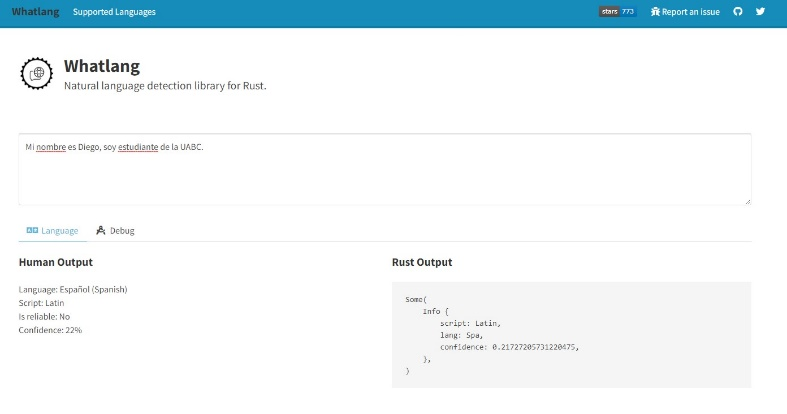 Whatlang Supported Languages stars 773 Report an issue
Whatlang
Natural language detection library for Rust.
Mi nombre es Diego, soy estudiante de la UABC.
Language Debug
Human Output
Language: Español (Spanish)
Script: Latin
Is reliable: No
Confidence: 22%
Rust Output
Some(
    Info {
        script: Latin,
        lang: Spa,
        confidence: 0.21727205731220475,
    },
)